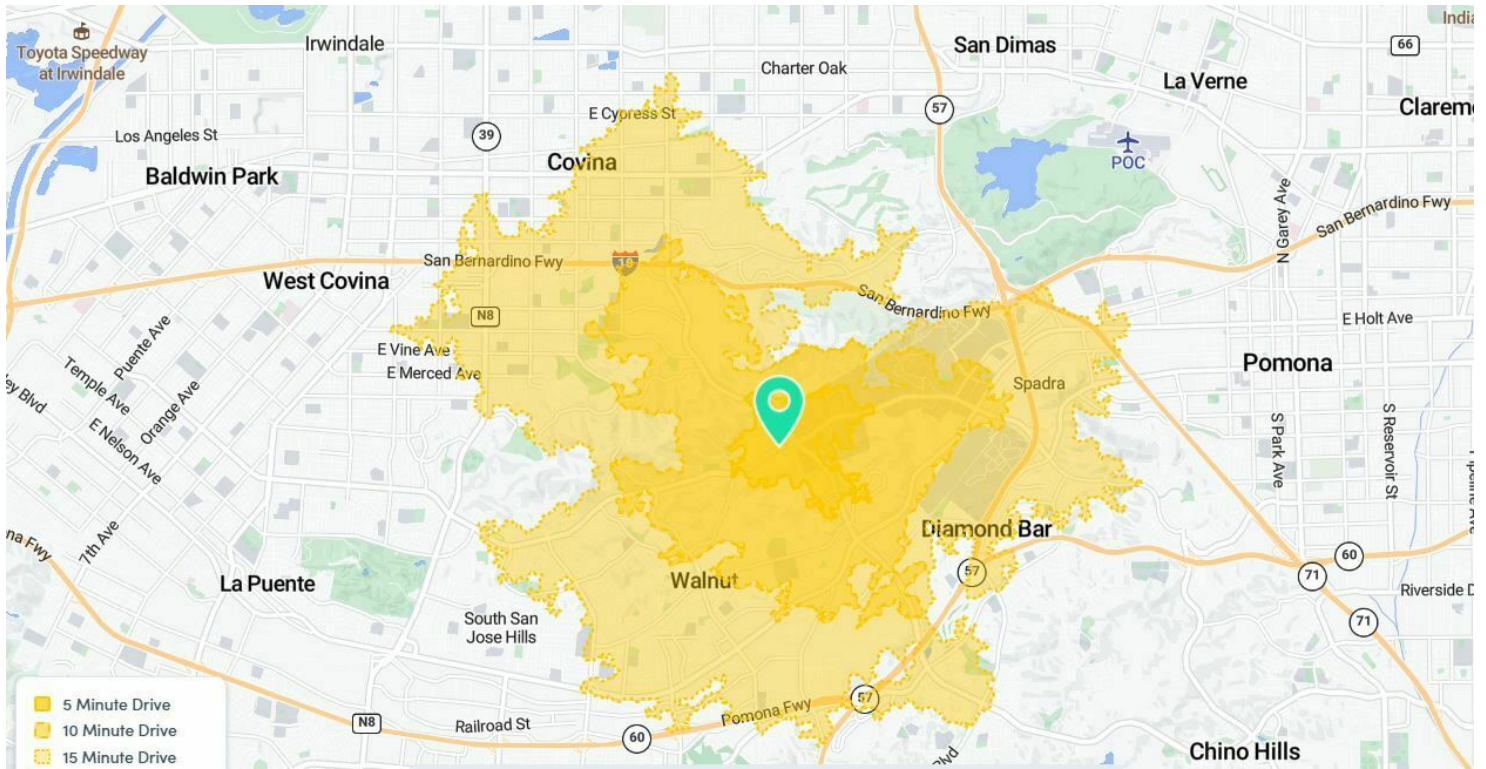 Toyota Speedway
at Irwindale
Irwindale
San Dimas
66
Charter Oak
La Verne
57
E Cypress St
Los Angeles St
39
POC
Baldwin Park
Covina
N Garey Ave
San Bernardino Fwy
San Bernardino Fwy
West Covina
San Bernardino Fwy
N8
E Holt Ave
Puente Ave
E Vine Ave
E Merced Ave
Pomona
Temple Ave
Orange Ave
Spadra
E Nelson Ave
S Park Ave
S Reservoir St
7th Ave
Diamond Bar
60
57
71
La Puente
Walnut
South San
Jose Hills
71
57
Pomona Fwy
N8
Railroad St
60
Chino Hills
5 Minute Drive
10 Minute Drive
15 Minute Drive